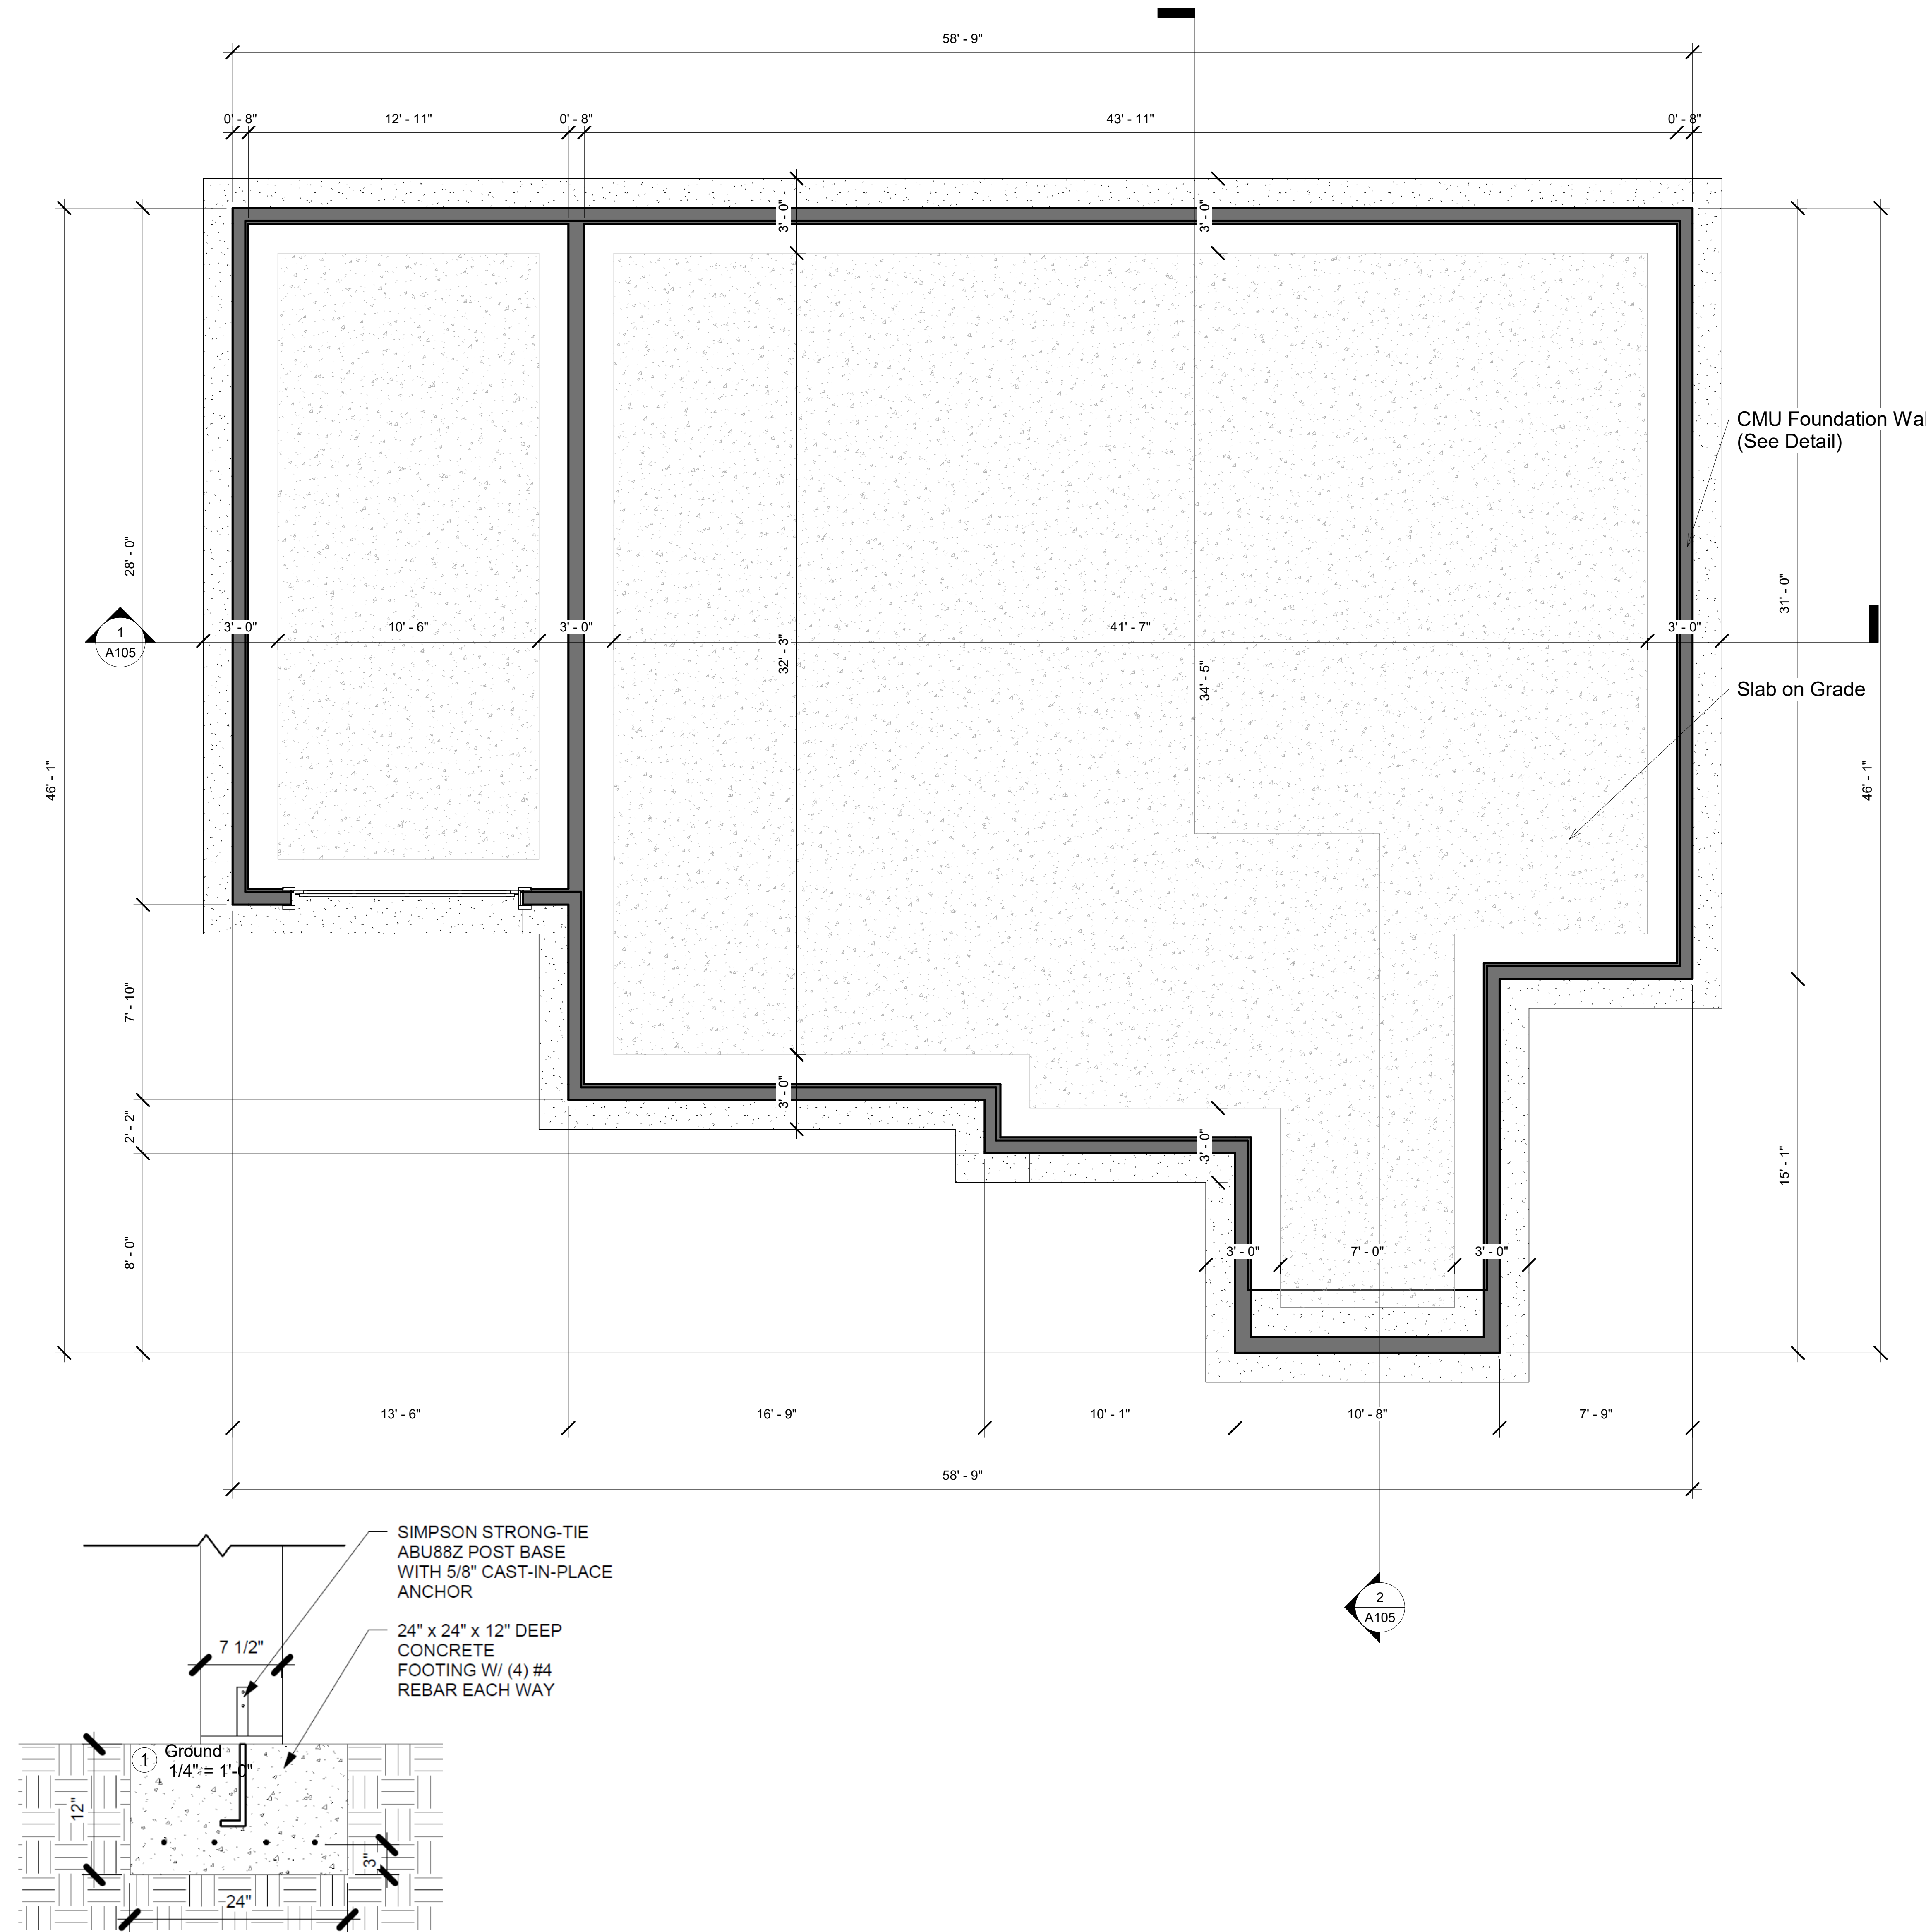 58' - 9"
0' - 8"
12' - 11"
0' - 8"
43' - 11"
0' - 8"
3' - 0"
3' - 0"
CMU Foundation Wal
(See Detail)
28' - 0"
31' - 0"
1
A105
3' - 0"
10' - 6"
3' - 0"
32' - 3"
41' - 7"
3' - 0"
34' - 5"
Slab on Grade
46' - 1"
46' - 1"
7' - 10"
3' - 0"
2' - 2"
3' - 0"
15' - 1"
8' - 0"
3' - 0"
7' - 0"
3' - 0"
13' - 6"
16' - 9"
10' - 1"
10' - 8"
7' - 9"
58' - 9"
SIMPSON STRONG-TIE
ABU88Z POST BASE
WITH 5/8" CAST-IN-PLACE
ANCHOR
2
A105
24" x 24" x 12" DEEP
CONCRETE
FOOTING W/ (4) #4
REBAR EACH WAY
7 1/2"
1
Ground
1/4" = 1'-0"
12"
3"
24"